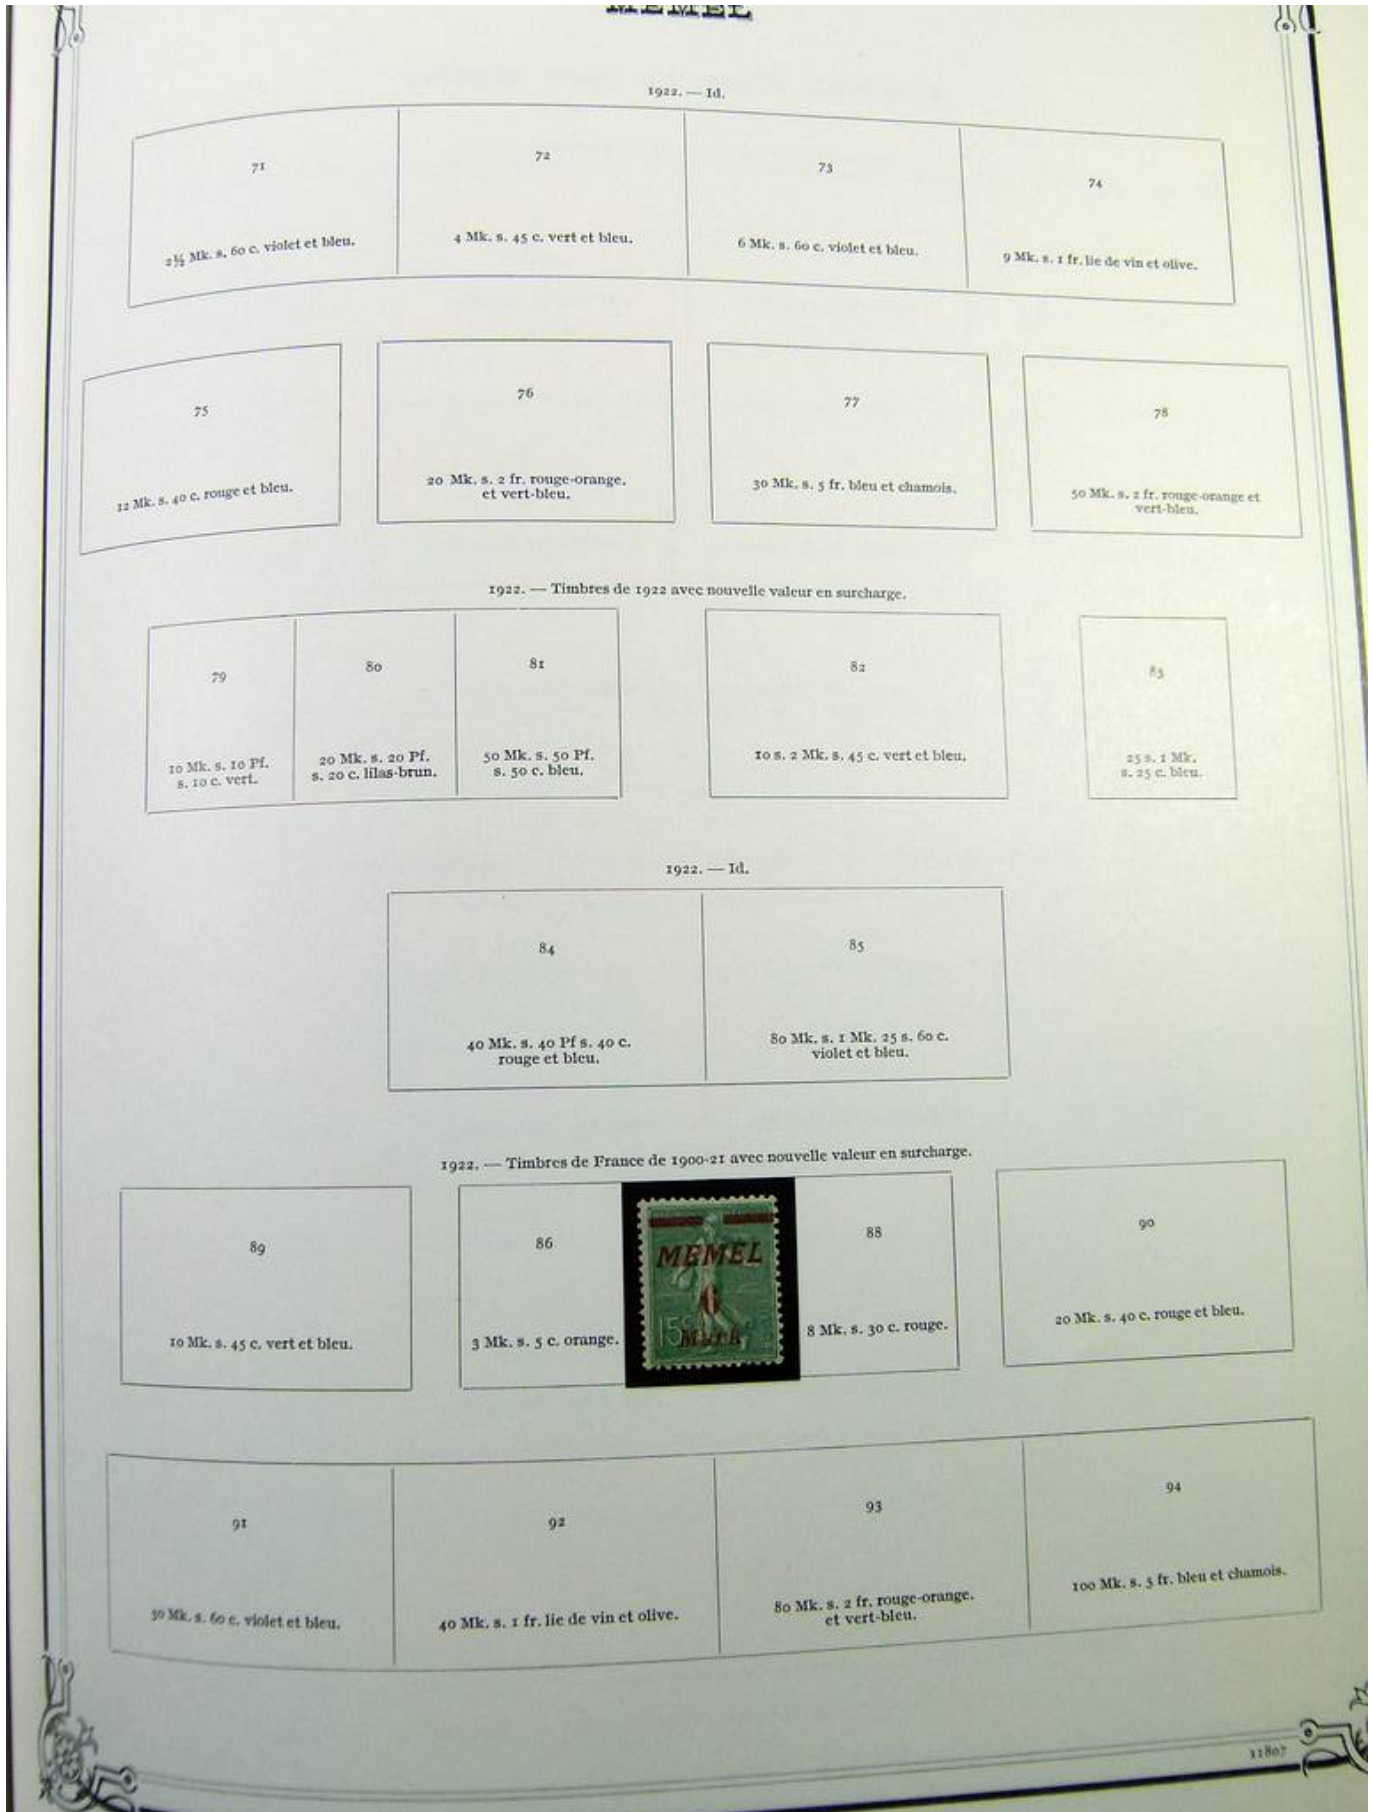 MEMEL
1922. — Id.
71
72
73
74
2½ Mk. s. 60 c. violet et bleu.
4 Mk. s. 45 c. vert et bleu.
6 Mk. s. 60 c. violet et bleu.
9 Mk. s. 1 fr. lie de vin et olive.
75
76
77
78
12 Mk. s. 40 c. rouge et bleu.
20 Mk. s. 2 fr. rouge-orange.
et vert-bleu.
30 Mk. s. 5 fr. bleu et chamois.
50 Mk. s. 2 fr. rouge-orange et
vert-bleu.
1922. — Timbres de 1922 avec nouvelle valeur en surcharge.
79
80
81
82
83
10 Mk. s. 10 Pf.
s. 10 c. vert.
20 Mk. s. 20 Pf.
s. 20 c. lilas-brun.
50 Mk. s. 50 Pf.
s. 50 c. bleu.
10 s. 2 Mk. s. 45 c. vert et bleu.
25 s. 1 Mk.
s. 25 c. bleu.
1922. — Id.
84
85
40 Mk. s. 40 Pf s. 40 c.
rouge et bleu.
80 Mk. s. 1 Mk. 25 s. 60 c.
violet et bleu.
1922. — Timbres de France de 1900-21 avec nouvelle valeur en surcharge.
89
86
MEMEL
6
Mark
15
88
90
10 Mk. s. 45 c. vert et bleu.
3 Mk. s. 5 c. orange.
8 Mk. s. 30 c. rouge.
20 Mk. s. 40 c. rouge et bleu.
91
92
93
94
30 Mk. s. 60 c. violet et bleu.
40 Mk. s. 1 fr. lie de vin et olive.
80 Mk. s. 2 fr. rouge-orange.
et vert-bleu.
100 Mk. s. 5 fr. bleu et chamois.
11807